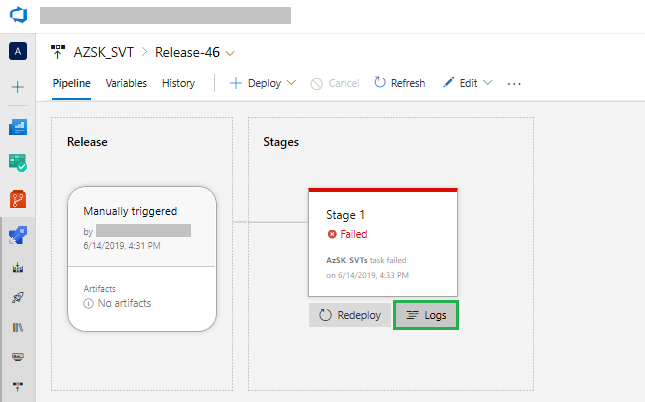 A
AZSK_SVT > Release-46
Pipeline Variables History + Deploy Cancel Refresh Edit ...
Release
Stages
Manually triggered
by
6/14/2019, 4:31 PM
Artifacts
No artifacts
Stage 1
Failed
AzSK_SVTs task failed
on 6/14/2019, 4:33 PM
Redeploy
Logs